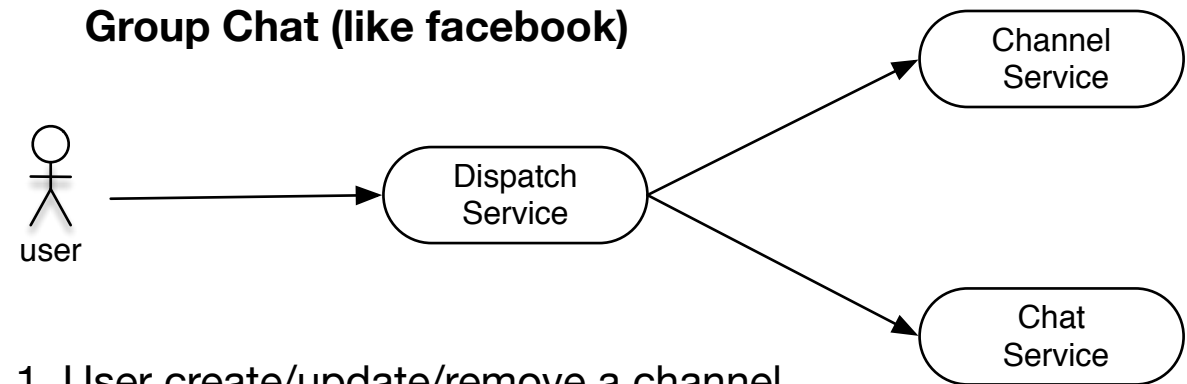 Group Chat (like facebook)
Channel
Service
Dispatch
Service
user
Chat
Service
1. User create/update/remove a channel